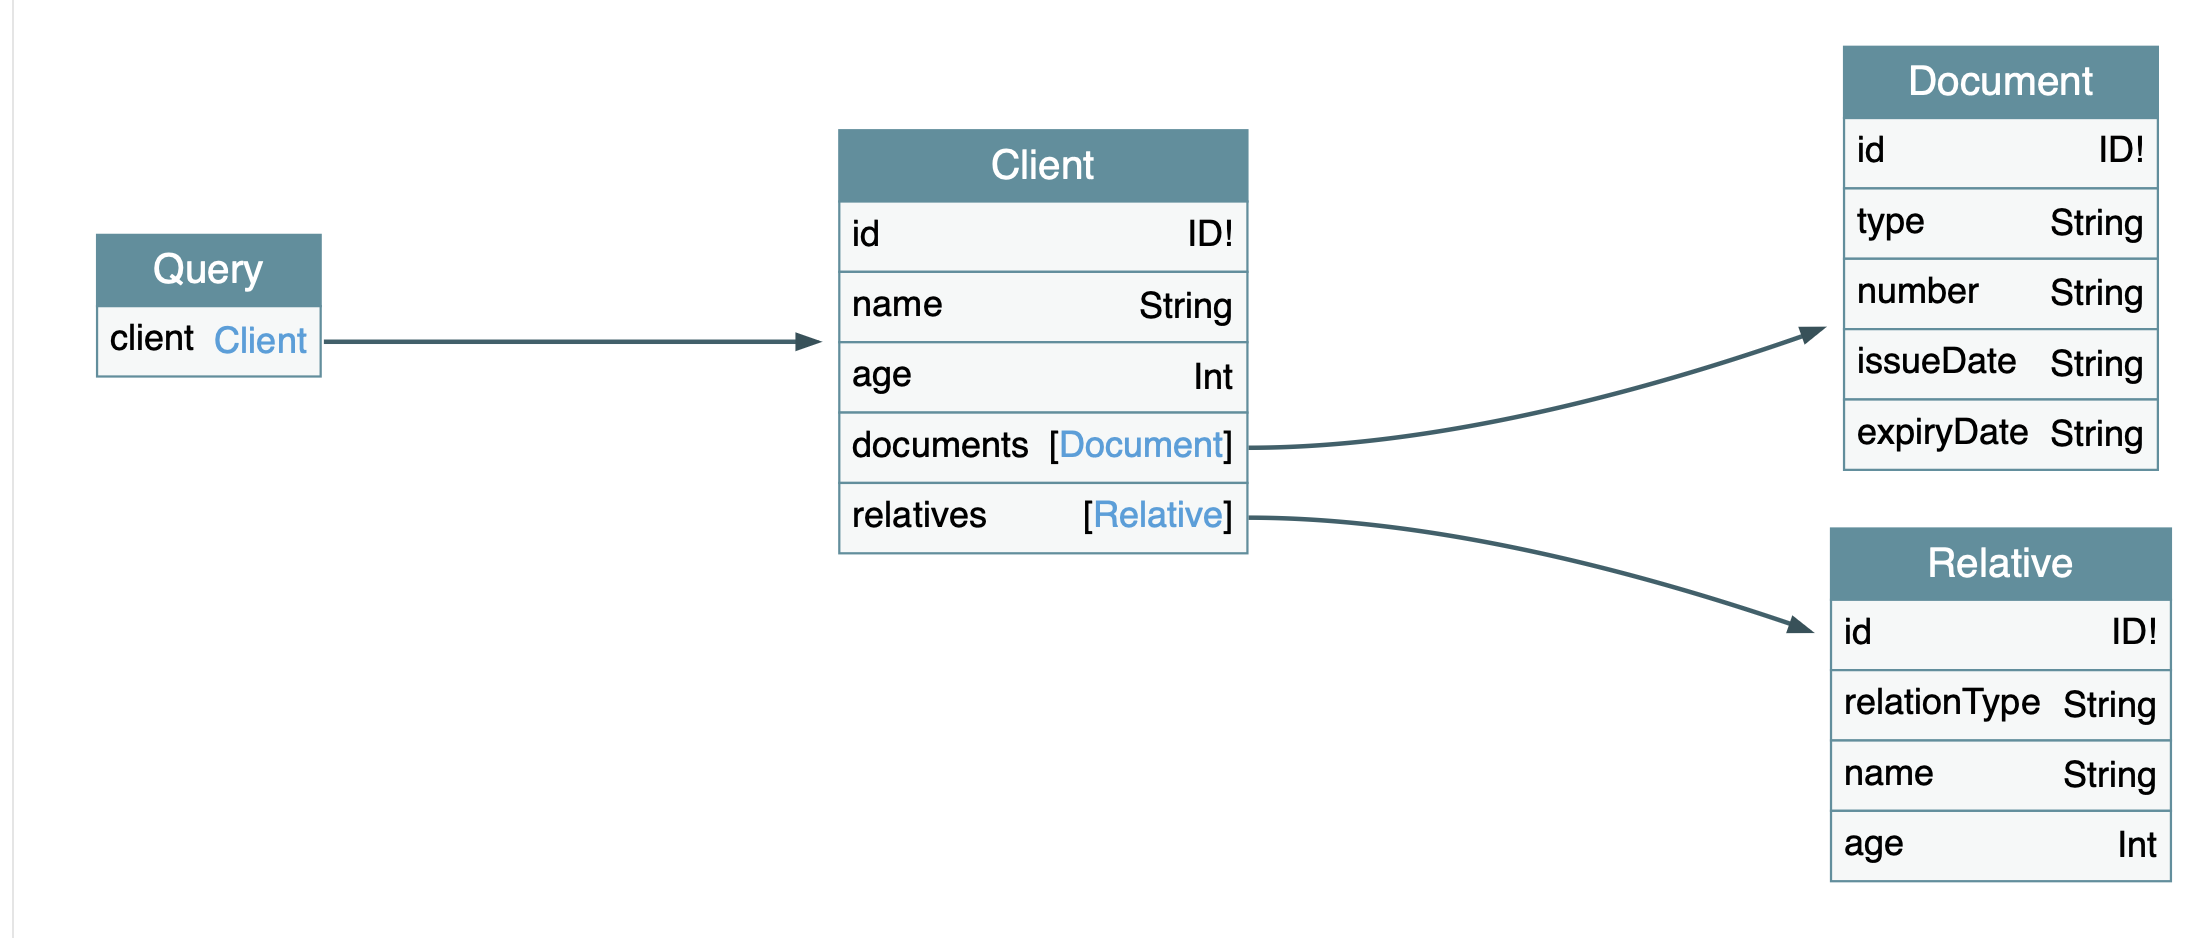 Query
client Client
Client
id ID!
name String
age Int
documents [Document]
relatives [Relative]
Document
id ID!
type String
number String
issueDate String
expiryDate String
Relative
id ID!
relationType String
name String
age Int